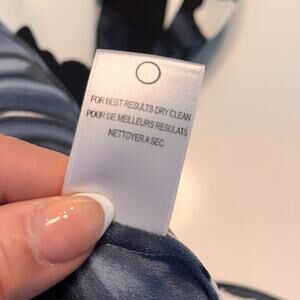 FOR BEST RESULTS DRY CLEAN
POUR DE MEILLEURS RESULATS
NETTOYER A SEC